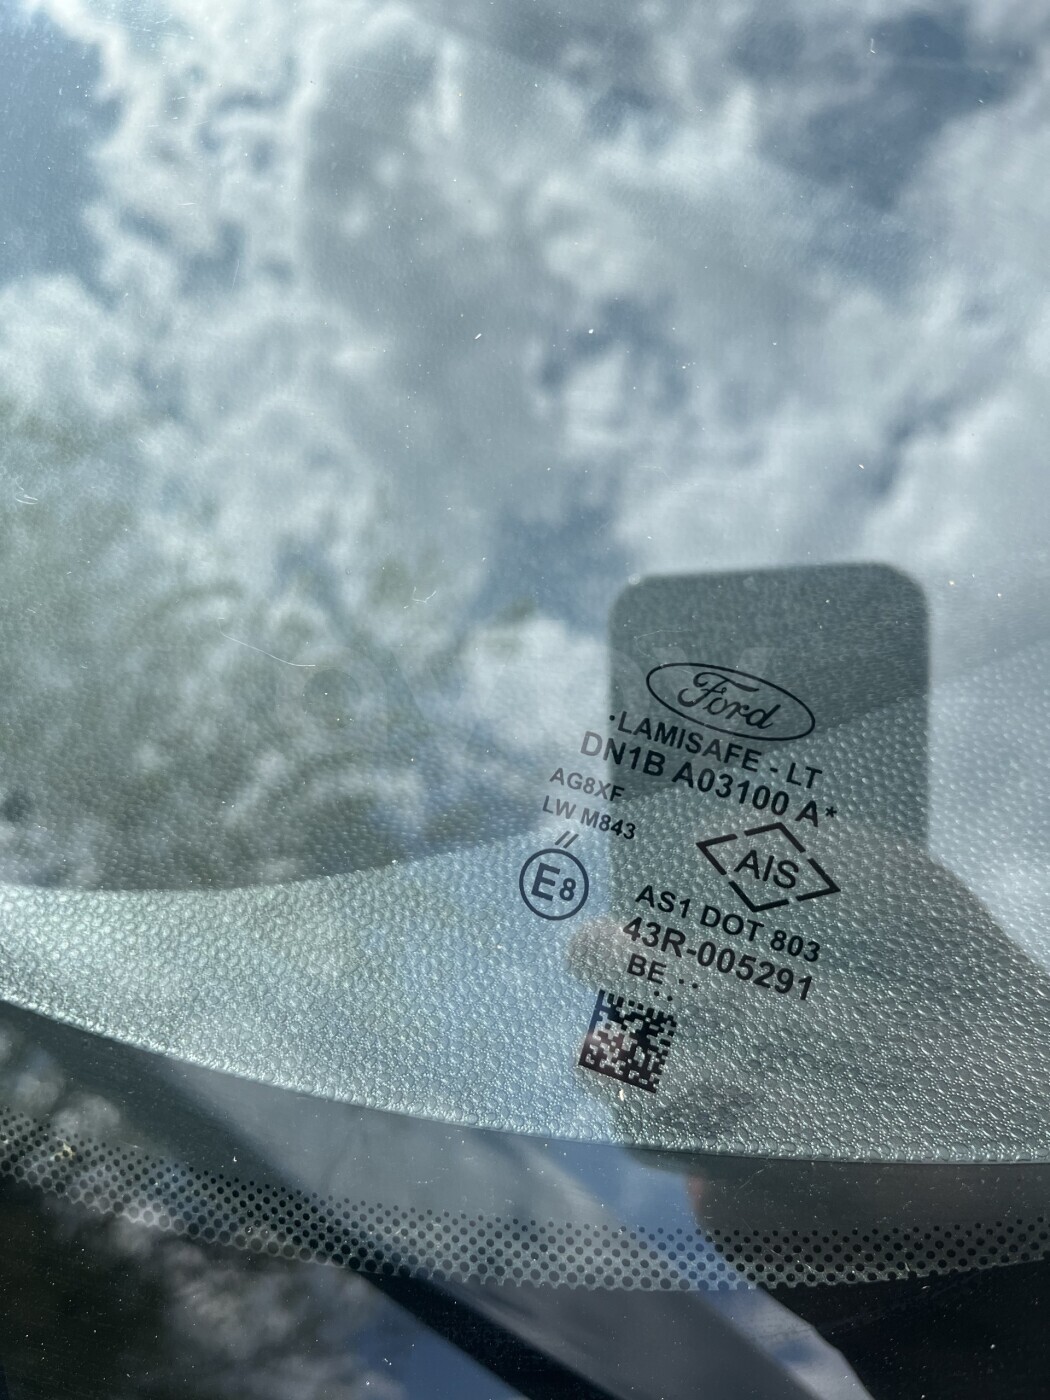 Ford
·LAMISAFE - LT
DN1B A03100 A*
AG8XF
LW M843
//
E8
AIS
AS1 DOT 803
43R-005291
BE ··